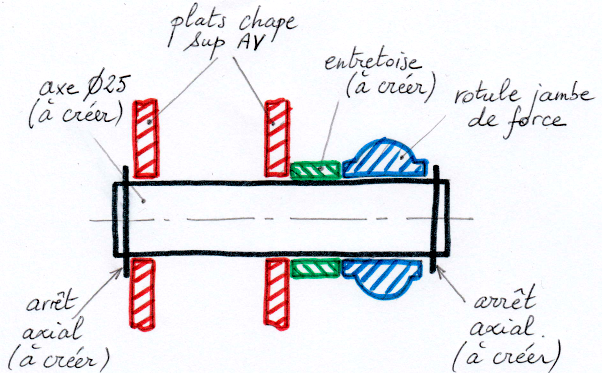 plats chape
sup AV
axe Ø25
(à créer)
entretoise
(à créer)
rotule jambe
de force
arrêt
axial
(à créer)
arrêt
axial
(à créer)